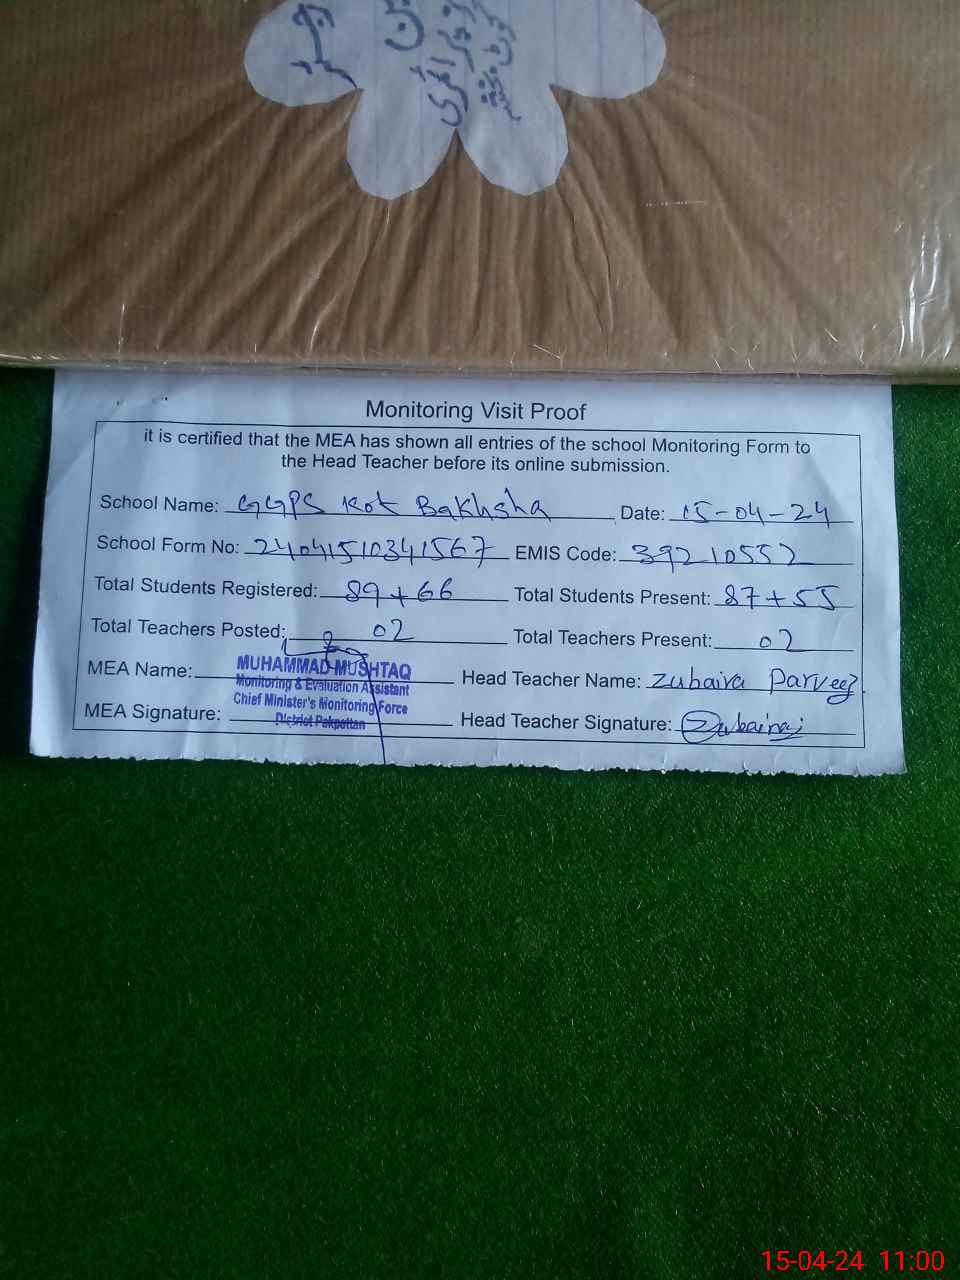 Monitoring Visit Proof
it is certified that the MEA has shown all entries of the school Monitoring Form to
the Head Teacher before its online submission.
School Name: GGPS Kot Bakhsha Date: 15-04-24
School Form No: 24041510341567 EMIS Code: 39210552
Total Students Registered: 89+66 Total Students Present: 87+55
Total Teachers Posted: 02 Total Teachers Present: 02
MEA Name: MUHAMMAD MUSHTAQ Head Teacher Name: Zubaira Parveez
Monitoring & Evaluation Assistant
Chief Minister's Monitoring Force
MEA Signature: District Pakpattan Head Teacher Signature: Zubaira
15-04-24 11:00